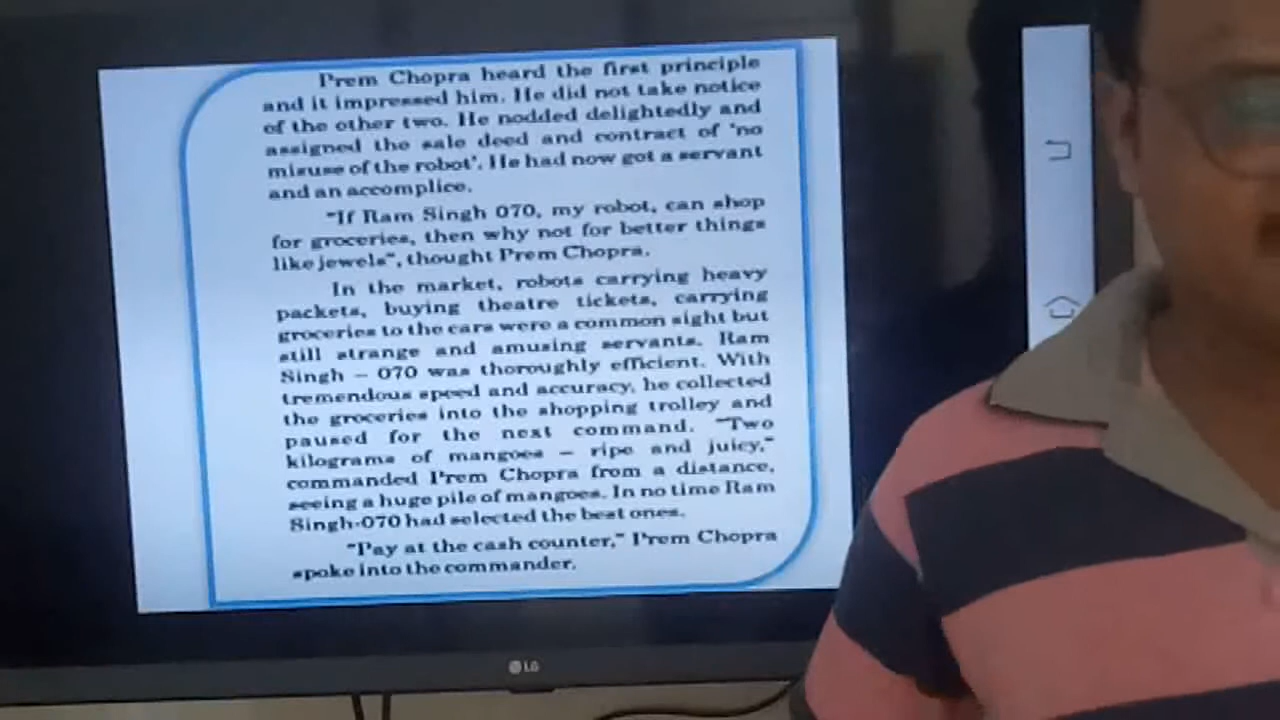 Prem Chopra heard the first principle
and it impressed him. He did not take notice
of the other two. He nodded delightedly and
assigned the sale deed and contract of 'no
misuse of the robot'. He had now got a servant
and an accomplice.
"If Ram Singh 070, my robot, can shop
for groceries, then why not for better things
like jewels", thought Prem Chopra.
In the market, robots carrying heavy
packets, buying theatre tickets, carrying
groceries to the cars were a common sight but
still strange and amusing servants. Ram
Singh – 070 was thoroughly efficient. With
tremendous speed and accuracy, he collected
the groceries into the shopping trolley and
paused for the next command. "Two
kilograms of mangoes – ripe and juicy,"
commanded Prem Chopra from a distance,
seeing a huge pile of mangoes. In no time Ram
Singh-070 had selected the best ones.
"Pay at the cash counter," Prem Chopra
spoke into the commander.
LG